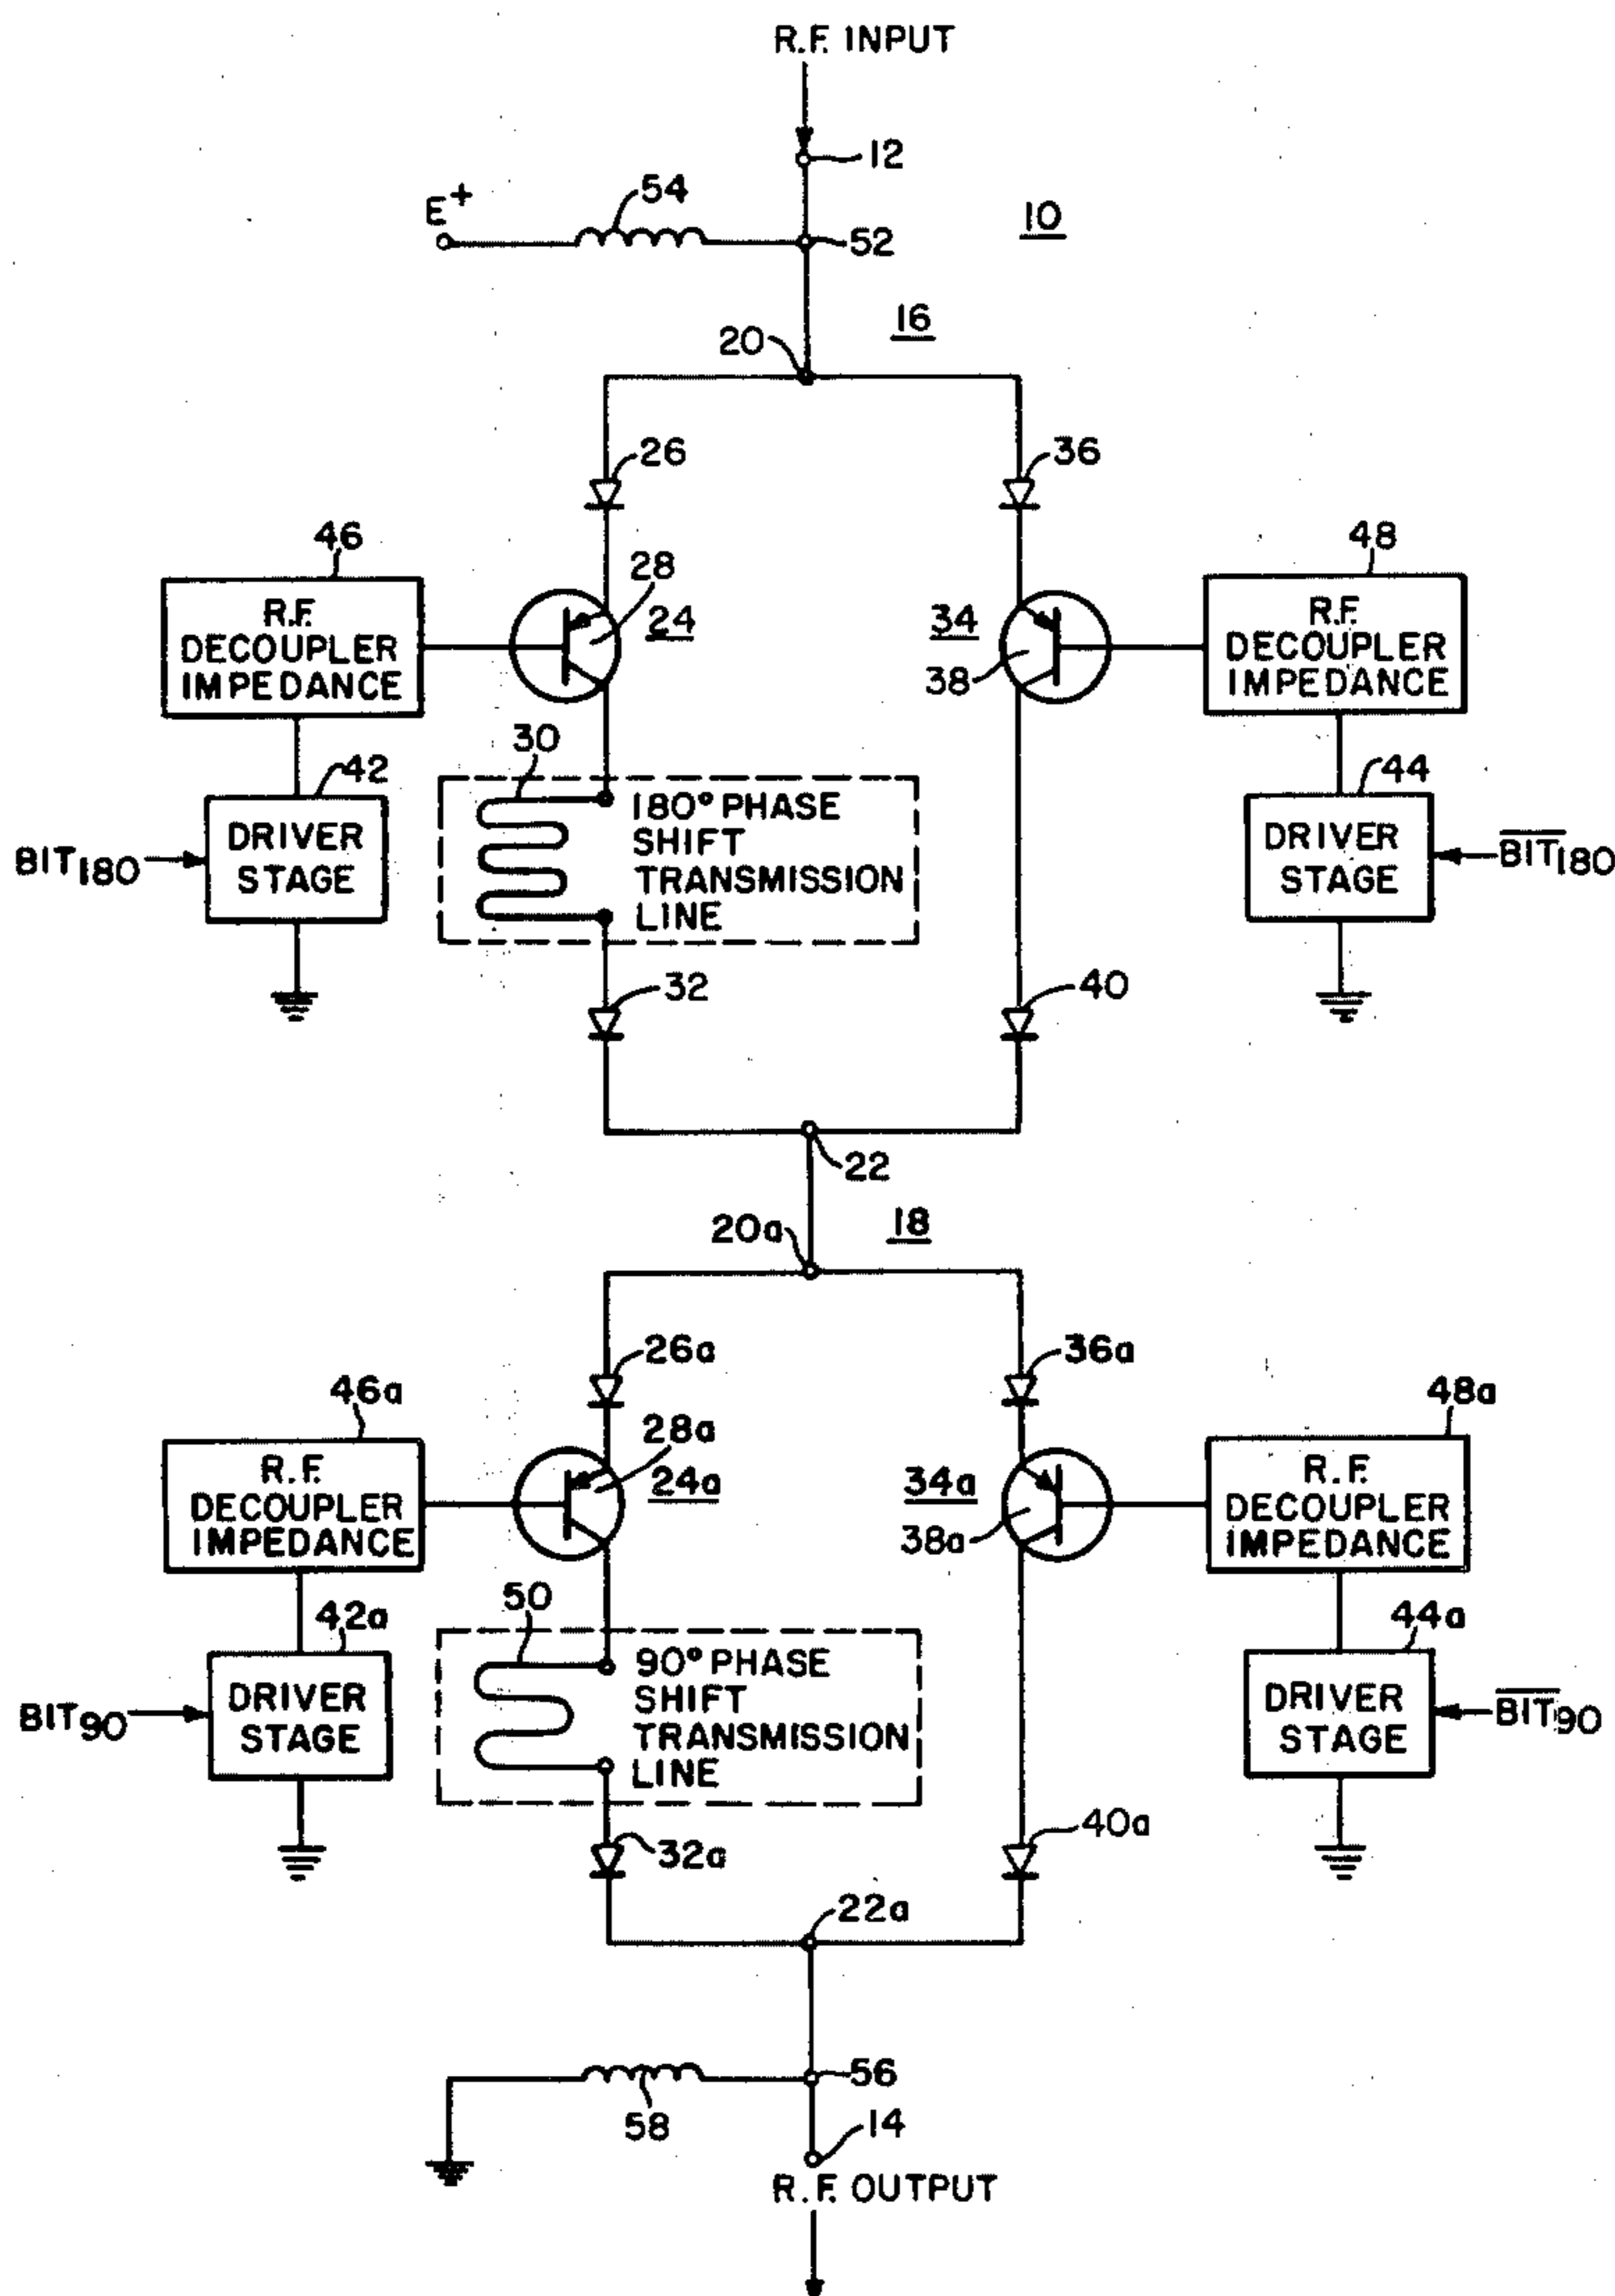 R.F. INPUT
12
E+
54
10
52
16
20
26
36
46
48
28
R.F.
DECOUPLER
IMPEDANCE
24
34
38
R.F.
DECOUPLER
IMPEDANCE
30
42
44
180° PHASE
SHIFT
TRANSMISSION
LINE
BIT180
DRIVER
STAGE
DRIVER
STAGE
BIT180
32
40
22
20a
18
26a
36a
46a
48a
28a
R.F.
DECOUPLER
IMPEDANCE
24a
34a
38a
R.F.
DECOUPLER
IMPEDANCE
50
42a
44a
90° PHASE
SHIFT
TRANSMISSION
LINE
BIT90
DRIVER
STAGE
DRIVER
STAGE
BIT90
32a
40a
22a
56
58
14
R.F. OUTPUT